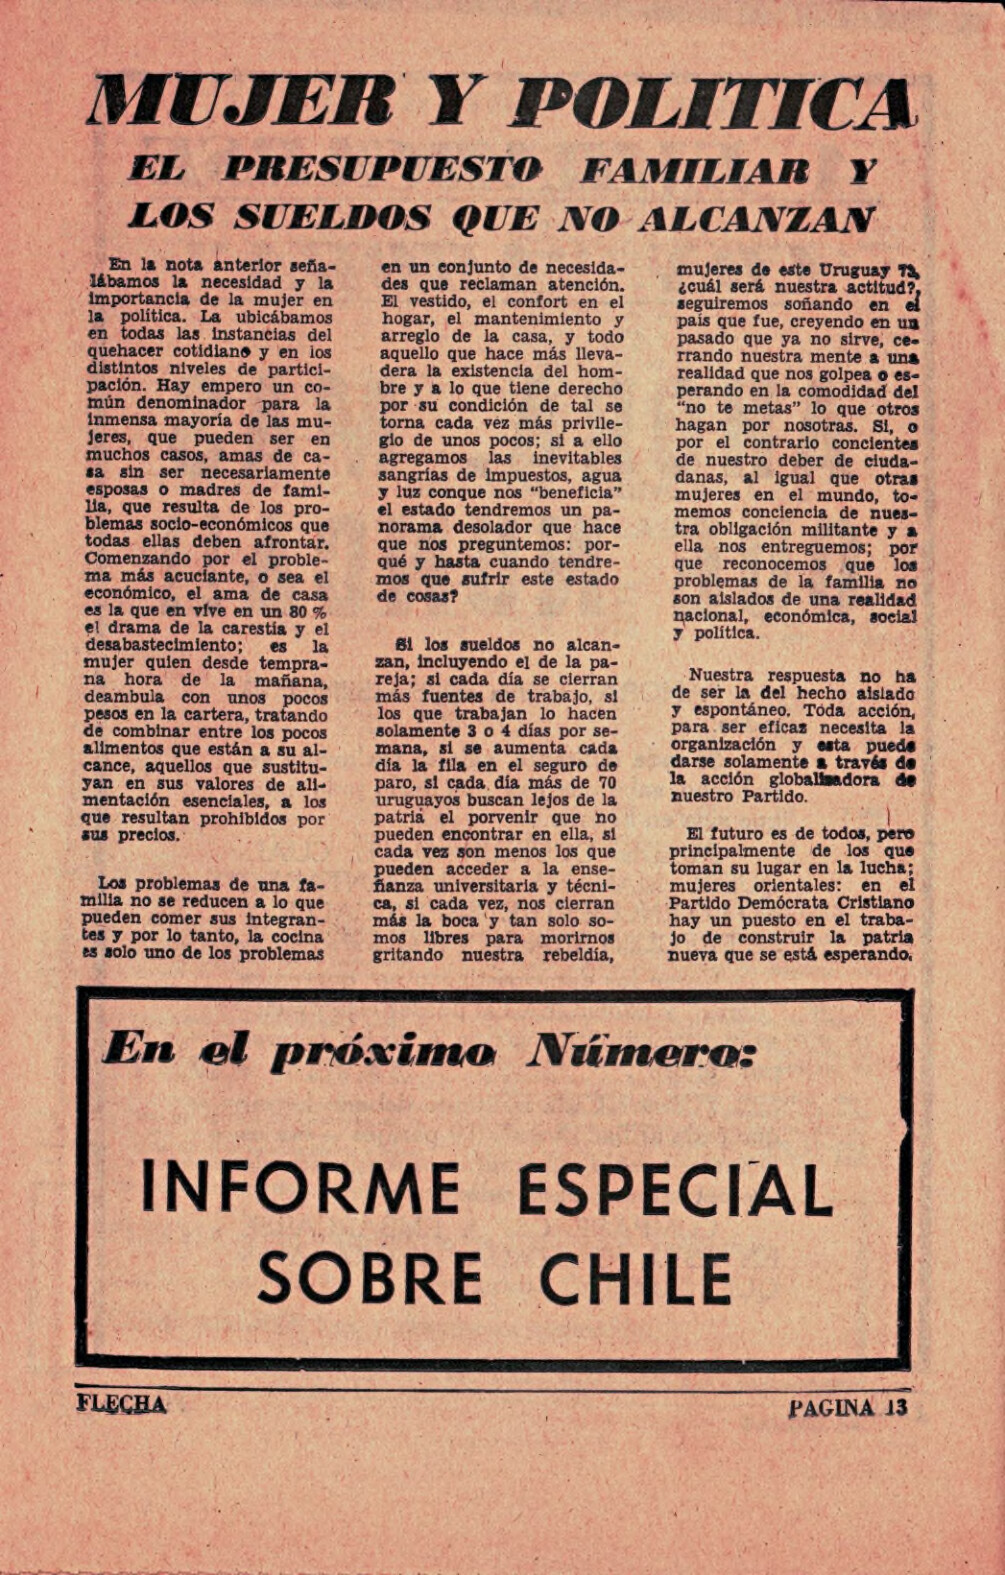 MUJER Y POLITICA
EL PRESUPUESTO FAMILIAR Y
LOS SUELDOS QUE NO ALCANZAN
En la nota anterior seña-
lábamos la necesidad y la
importancia de la mujer en
la política. La ubicábamos
en todas las instancias del
quehacer cotidiano y en los
distintos niveles de partici-
pación. Hay empero un co-
mún denominador para la
inmensa mayoría de las mu-
jeres, que pueden ser en
muchos casos, amas de ca-
sa sin ser necesariamente
esposas o madres de fami-
lia, que resulta de los pro-
blemas socio-económicos que
todas ellas deben afrontar.
Comenzando por el proble-
ma más acuciante, o sea el
económico, el ama de casa
es la que en vive en un 80 %
el drama de la carestía y el
desabastecimiento; es la
mujer quien desde tempra-
na hora de la mañana,
deambula con unos pocos
pesos en la cartera, tratando
de combinar entre los pocos
alimentos que están a su al-
cance, aquellos que sustitu-
yan en sus valores de ali-
mentación esenciales, a los
que resultan prohibidos por
sus precios.
Los problemas de una fa-
milia no se reducen a lo que
pueden comer sus integran-
tes y por lo tanto, la cocina
es solo uno de los problemas
en un conjunto de necesida-
des que reclaman atención.
El vestido, el confort en el
hogar, el mantenimiento y
arreglo de la casa, y todo
aquello que hace más lleva-
dera la existencia del hom-
bre y a lo que tiene derecho
por su condición de tal se
torna cada vez más privile-
gio de unos pocos; si a ello
agregamos las inevitables
sangrías de impuestos, agua
y luz conque nos "beneficia"
el estado tendremos un pa-
norama desolador que hace
que nos preguntemos: por-
qué y hasta cuando tendre-
mos que sufrir este estado
de cosas?
Si los sueldos no alcan-
zan, incluyendo el de la pa-
reja; si cada día se cierran
más fuentes de trabajo, si
los que trabajan lo hacen
solamente 3 o 4 días por se-
mana, si se aumenta cada
día la fila en el seguro de
paro, si cada día más de 70
uruguayos buscan lejos de la
patria el porvenir que no
pueden encontrar en ella, si
cada vez son menos los que
pueden acceder a la ense-
ñanza universitaria y técni-
ca, si cada vez, nos cierran
más la boca y tan solo so-
mos libres para morirnos
gritando nuestra rebeldía,
mujeres de este Uruguay
¿cuál será nuestra actitud?,
seguiremos soñando en el
país que fue, creyendo en un
pasado que ya no sirve, ce-
rrando nuestra mente a una
realidad que nos golpea o es-
perando en la comodidad del
"no te metas" lo que otros
hagan por nosotras. Si, o
por el contrario concientes
de nuestro deber de ciuda-
danas, al igual que otras
mujeres en el mundo, to-
memos conciencia de nues-
tra obligación militante y a
ella nos entreguemos; por
que reconocemos que los
problemas de la familia no
son aislados de una realidad
nacional, económica, social
y política.
Nuestra respuesta no ha
de ser la del hecho aislado
y espontáneo. Toda acción,
para ser eficaz necesita la
organización y esta puede
darse solamente a través de
la acción globalizadora de
nuestro Partido.
El futuro es de todos, pero
principalmente de los que
toman su lugar en la lucha;
mujeres orientales: en el
Partido Demócrata Cristiano
hay un puesto en el traba-
jo de construir la patria
nueva que se está esperando.
En el próximo Número:
INFORME ESPECIAL
SOBRE CHILE
FLECHA
PAGINA 13